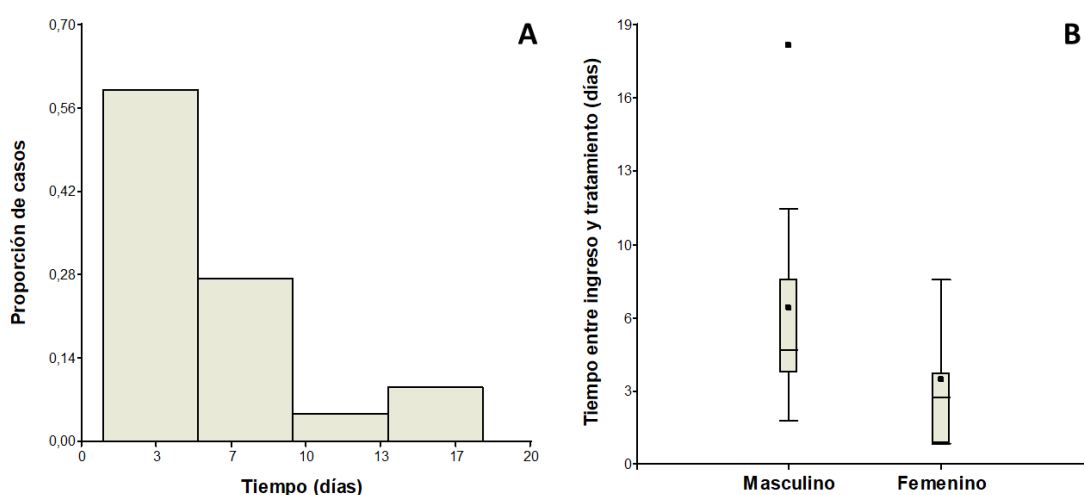 A
0,70
0,56
0,42
0,28
0,14
0,00
Proporción de casos
0 3 7 10 13 17 20
Tiempo (días)
B
19
16
13
10
6
3
0
Tiempo entre ingreso y tratamiento (días)
Masculino Femenino